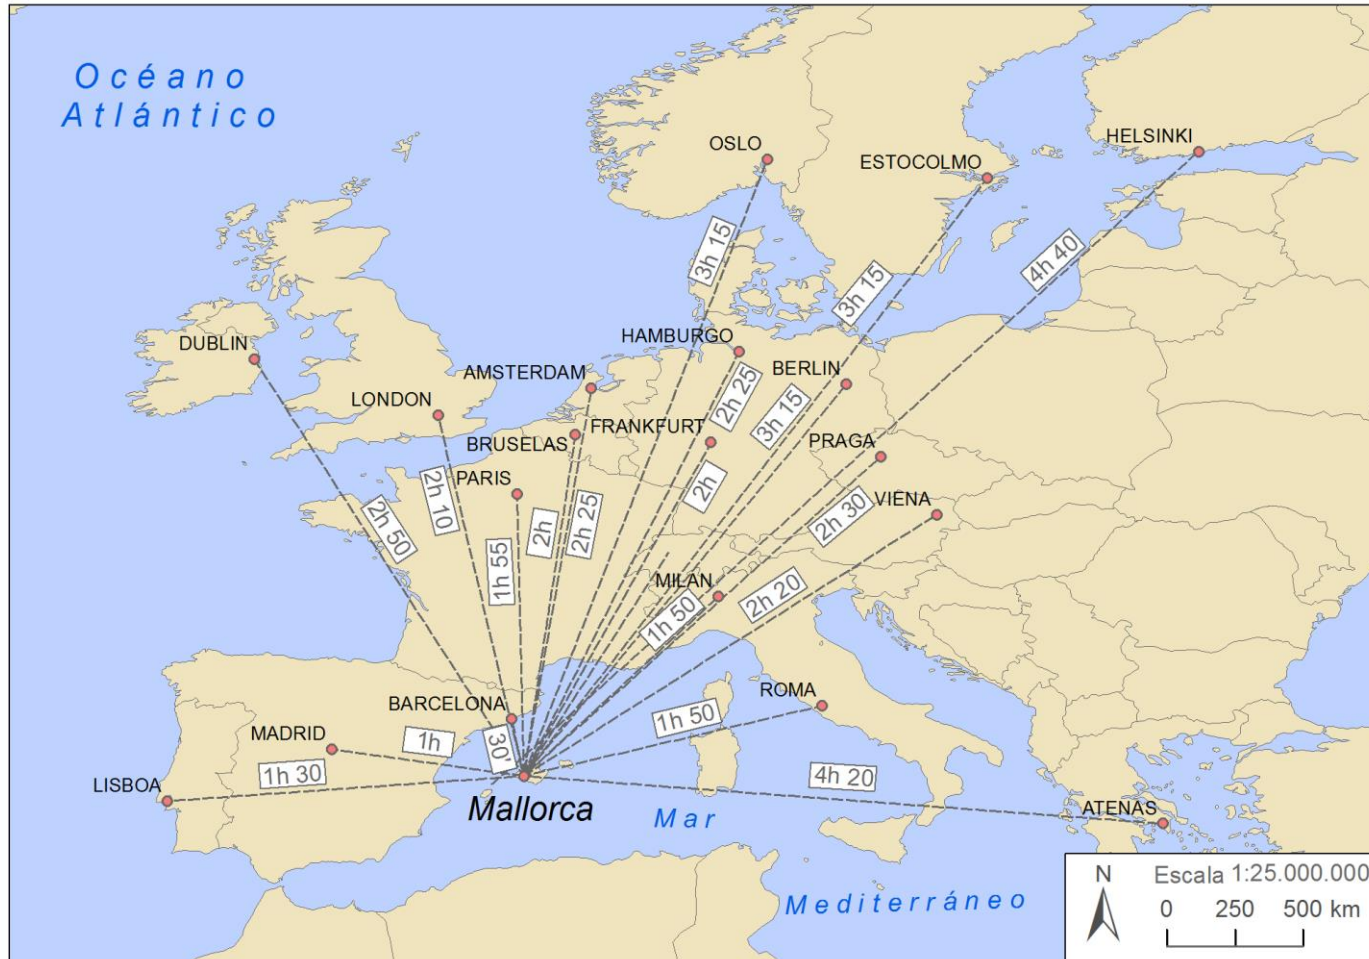 Océano
Atlántico
OSLO
HELSINKI
ESTOCOLMO
3h 15
4h 40
3h 15
DUBLIN
HAMBURGO
BERLIN
AMSTERDAM
2h 25
LONDON
FRANKFURT
3h 15
BRUSELAS
PRAGA
PARIS
2h 10
2h
VIENA
2h 50
2h
2h 25
2h 30
1h 55
MILAN
2h 20
1h 50
ROMA
BARCELONA
1h 50
MADRID
1h
30'
1h 30
4h 20
LISBOA
Mallorca
Mar
ATENAS
Mediterráneo
N
Escala 1:25.000.000
0 250 500 km